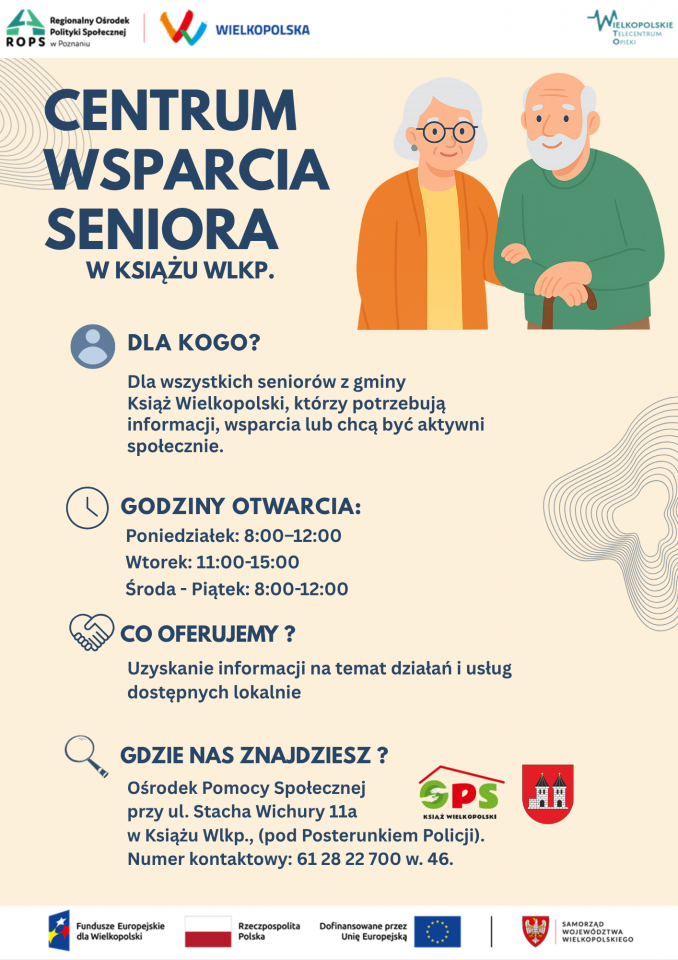 ROPS
Regionalny Ośrodek
Polityki Społecznej
w Poznaniu
WIELKOPOLSKA
WIELKOPOLSKIE
TELECENTRUM
OPIEKI
CENTRUM
WSPARCIA
SENIORA
W KSIĄŻU WLKP.
DLA KOGO?
Dla wszystkich seniorów z gminy
Książ Wielkopolski, którzy potrzebują
informacji, wsparcia lub chcą być aktywni
społecznie.
GODZINY OTWARCIA:
Poniedziałek: 8:00–12:00
Wtorek: 11:00-15:00
Środa - Piątek: 8:00-12:00
CO OFERUJEMY ?
Uzyskanie informacji na temat działań i usług
dostępnych lokalnie
GDZIE NAS ZNAJDZIESZ ?
Ośrodek Pomocy Społecznej
przy ul. Stacha Wichury 11a
w Książu Wlkp., (pod Posterunkiem Policji).
Numer kontaktowy: 61 28 22 700 w. 46.
OPS
KSIĄŻ WIELKOPOLSKI
Fundusze Europejskie
dla Wielkopolski
Rzeczpospolita
Polska
Dofinansowane przez
Unię Europejską
SAMORZĄD
WOJEWÓDZTWA
WIELKOPOLSKIEGO